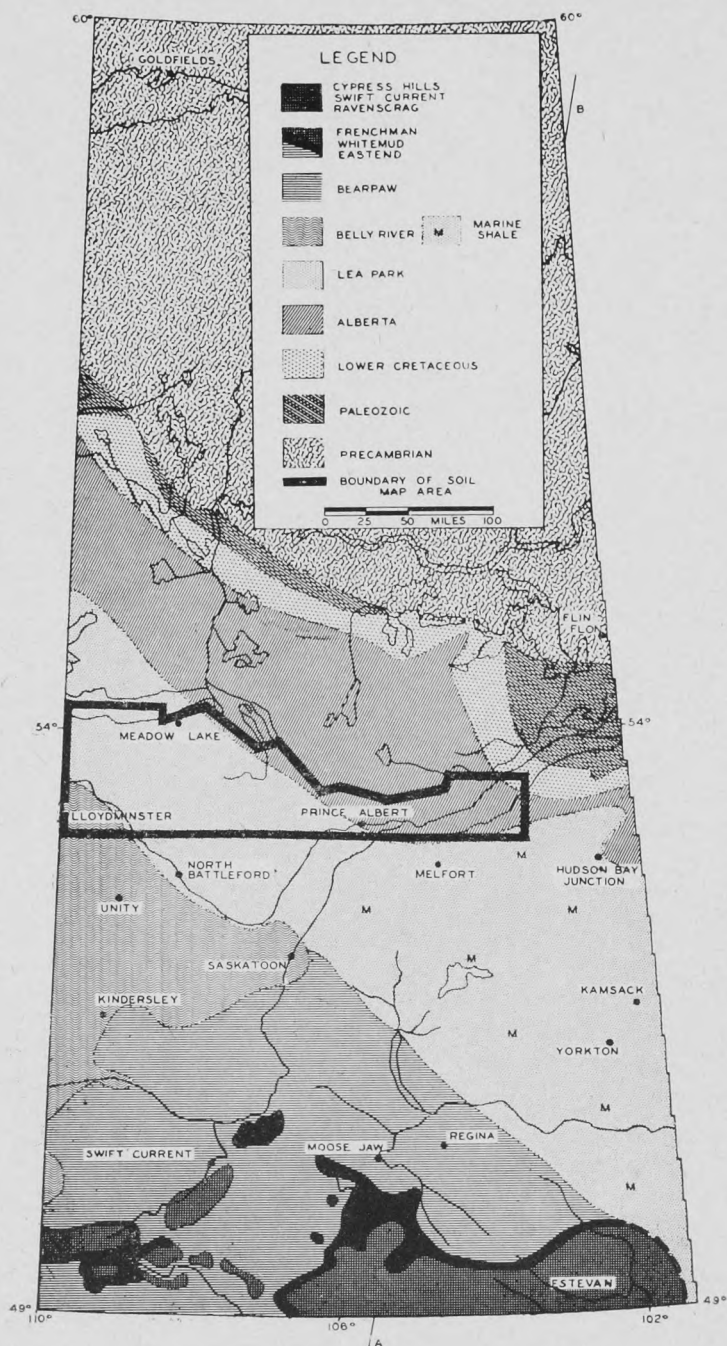 60°
60°
GOLDFIELDS
LEGEND
CYPRESS HILLS
SWIFT CURRENT
RAVENSCRAG
FRENCHMAN
WHITEMUD
EASTEND
BEARPAW
BELLY RIVER
M
MARINE
SHALE
LEA PARK
ALBERTA
LOWER CRETACEOUS
PALEOZOIC
PRECAMBRIAN
BOUNDARY OF SOIL
MAP AREA
0 25 50 MILES 100
B
FLIN
FLON
54°
54°
MEADOW LAKE
LLOYDMINSTER
PRINCE ALBERT
M
NORTH
BATTLEFORD
MELFORT
HUDSON BAY
JUNCTION
UNITY
M
M
SASKATOON
M
KINDERSLEY
KAMSACK
M
YORKTON
M
SWIFT CURRENT
MOOSE JAW
REGINA
M
ESTEVAN
49°
49°
110°
106°
102°
A